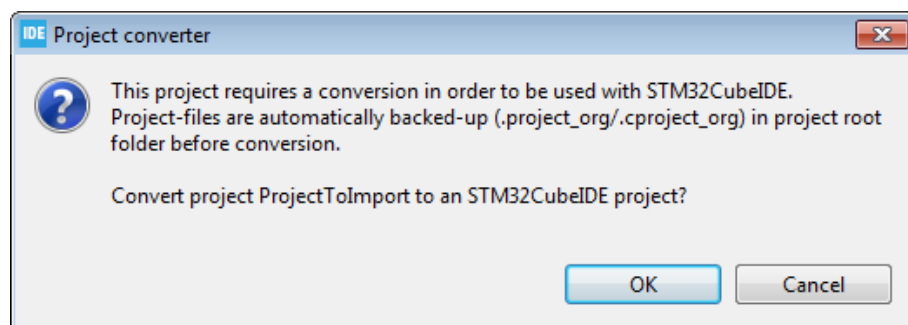 IDE Project converter
This project requires a conversion in order to be used with STM32CubeIDE.
Project-files are automatically backed-up (.project_org/.cproject_org) in project root
folder before conversion.
Convert project ProjectToImport to an STM32CubeIDE project?
OK Cancel